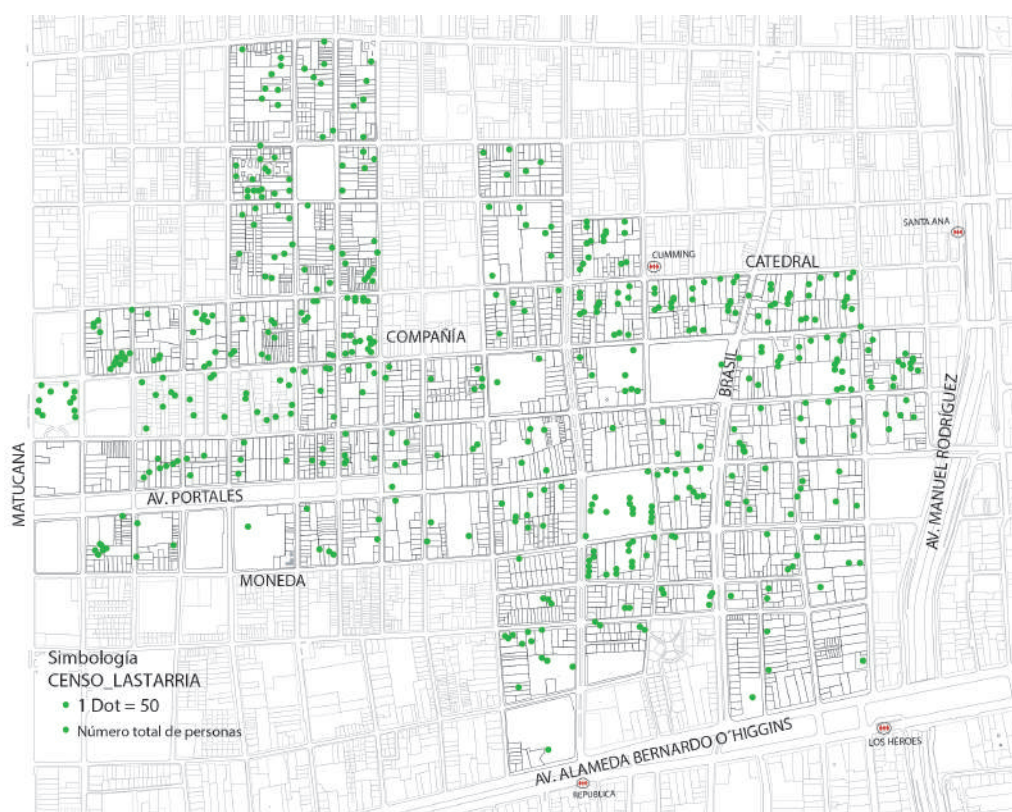 SANTA ANA
CUMMING
CATEDRAL
COMPAÑÍA
BRASIL
MATUCANA
AV. PORTALES
AV. MANUEL RODRÍGUEZ
MONEDA
Simbología
CENSO_LASTARRIA
1 Dot = 50
Número total de personas
AV. ALAMEDA BERNARDO O´HIGGINS
LOS HÉROES
REPUBLICA